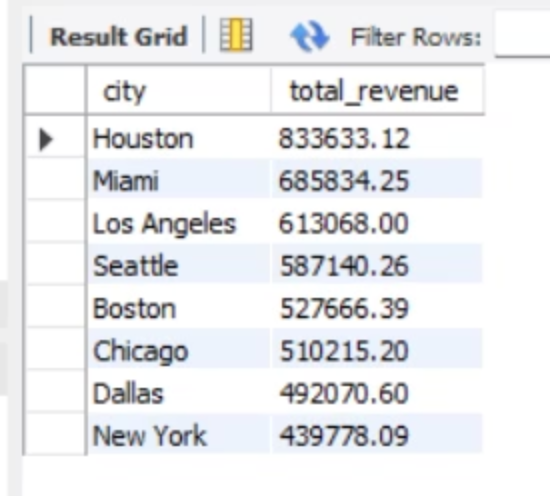 Result Grid Filter Rows:
city total_revenue
Houston 833633.12
Miami 685834.25
Los Angeles 613068.00
Seattle 587140.26
Boston 527666.39
Chicago 510215.20
Dallas 492070.60
New York 439778.09